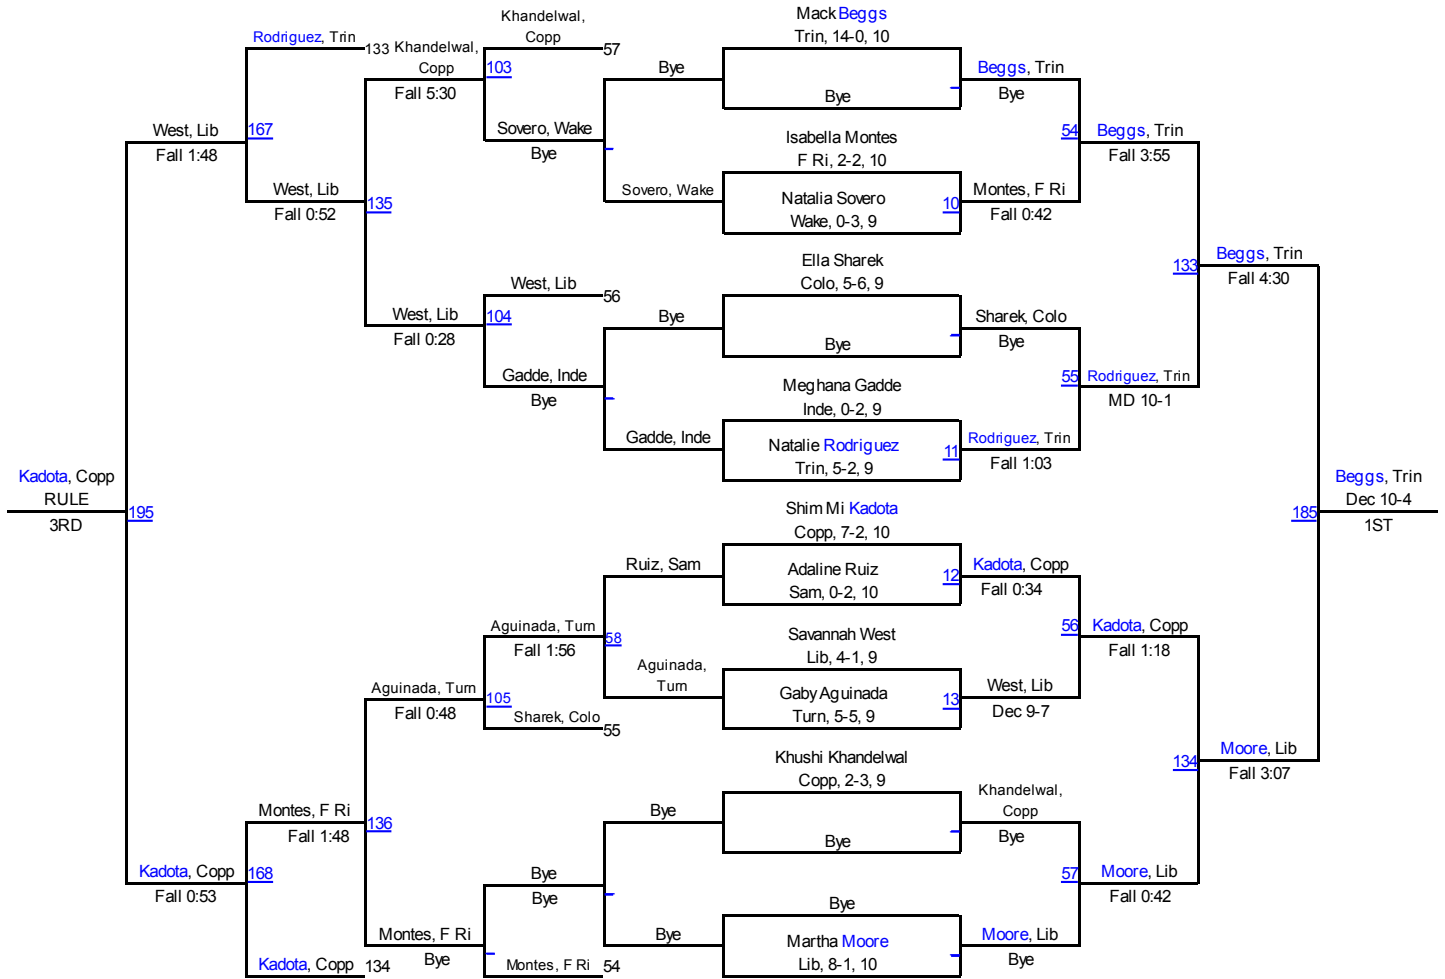 Khandelwal,
Copp
57
Mack Beggs
Trin, 14-0, 10
Rodriguez, Trin
133
Khandelwal,
Copp
Fall 5:30
103
Bye
Bye
Beggs, Trin
Bye
West, Lib
Fall 1:48
167
Sovero, Wake
Bye
Isabella Montes
F Ri, 2-2, 10
54
Beggs, Trin
Fall 3:55
West, Lib
Fall 0:52
135
Sovero, Wake
Natalia Sovero
Wake, 0-3, 9
10
Montes, F Ri
Fall 0:42
Ella Sharek
Colo, 5-6, 9
133
Beggs, Trin
Fall 4:30
West, Lib
56
West, Lib
Fall 0:28
104
Bye
Bye
Sharek, Colo
Bye
Gadde, Inde
Bye
Meghana Gadde
Inde, 0-2, 9
55
Rodriguez, Trin
MD 10-1
Gadde, Inde
Natalie Rodriguez
Trin, 5-2, 9
11
Rodriguez, Trin
Fall 1:03
Kadota, Copp
RULE
3RD
195
Shim Mi Kadota
Copp, 7-2, 10
185
Beggs, Trin
Dec 10-4
1ST
Ruiz, Sam
Adaline Ruiz
Sam, 0-2, 10
12
Kadota, Copp
Fall 0:34
Aguinada, Turn
Fall 1:56
58
Savannah West
Lib, 4-1, 9
56
Kadota, Copp
Fall 1:18
Aguinada, Turn
Fall 0:48
105
Aguinada,
Turn
Gaby Aguinada
Turn, 5-5, 9
13
West, Lib
Dec 9-7
Sharek, Colo
55
Khushi Khandelwal
Copp, 2-3, 9
134
Moore, Lib
Fall 3:07
Montes, F Ri
Fall 1:48
136
Bye
Bye
Khandelwal,
Copp
Bye
Kadota, Copp
Fall 0:53
168
Bye
Bye
Bye
57
Moore, Lib
Fall 0:42
Montes, F Ri
Bye
Bye
Martha Moore
Lib, 8-1, 10
Moore, Lib
Bye
Kadota, Copp
134
Montes, F Ri
54